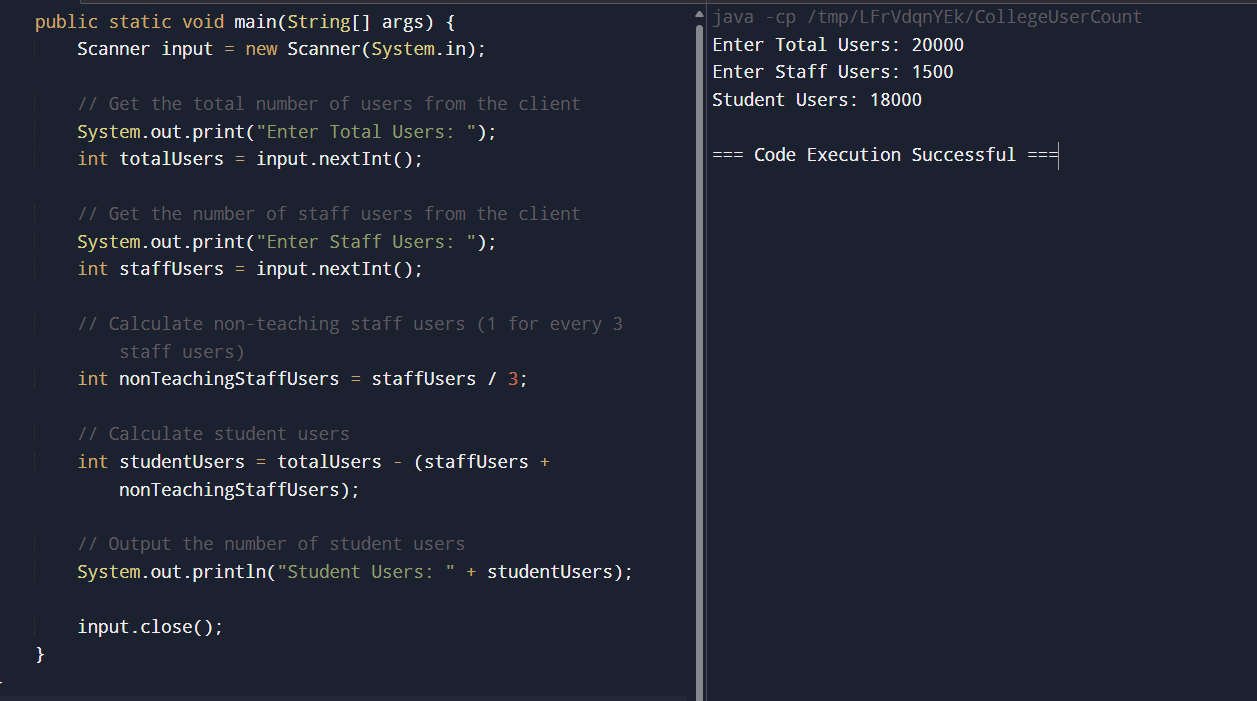 public static void main(String[] args) {
Scanner input = new Scanner(System.in);
// Get the total number of users from the client
System.out.print("Enter Total Users: ");
int totalUsers = input.nextInt();
// Get the number of staff users from the client
System.out.print("Enter Staff Users: ");
int staffUsers = input.nextInt();
// Calculate non-teaching staff users (1 for every 3
staff users)
int nonTeachingStaffUsers = staffUsers / 3;
// Calculate student users
int studentUsers = totalUsers - (staffUsers +
nonTeachingStaffUsers);
// Output the number of student users
System.out.println("Student Users: " + studentUsers);
input.close();
}
java -cp /tmp/LFrVdqnYEk/CollegeUserCount
Enter Total Users: 20000
Enter Staff Users: 1500
Student Users: 18000
=== Code Execution Successful ===